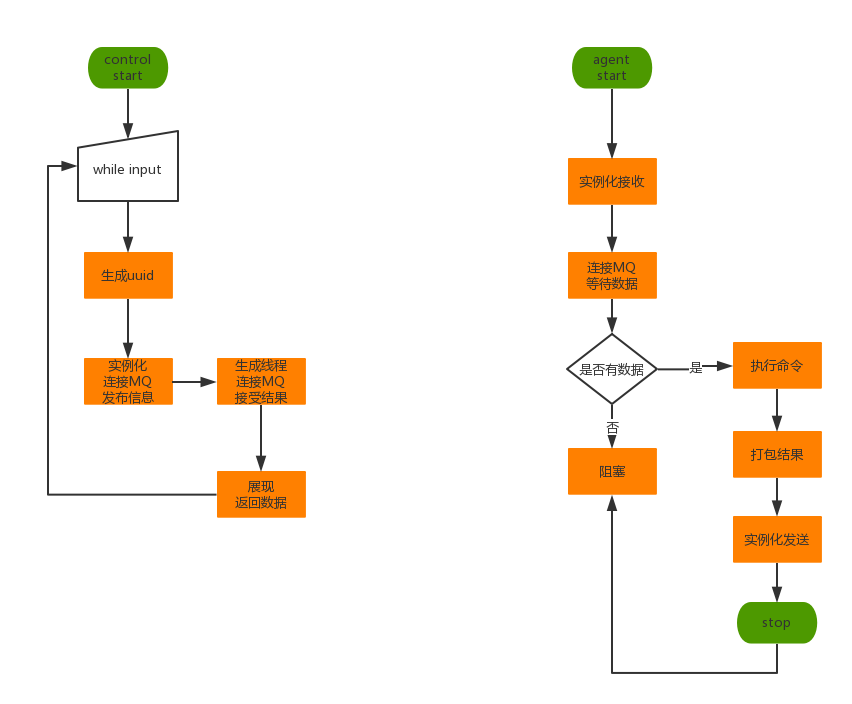 control
start
while input
生成uuid
实例化
连接MQ
发布信息
生成线程
连接MQ
接受结果
展现
返回数据
agent
start
实例化接收
连接MQ
等待数据
是否有数据
是
执行命令
否
阻塞
打包结果
实例化发送
stop